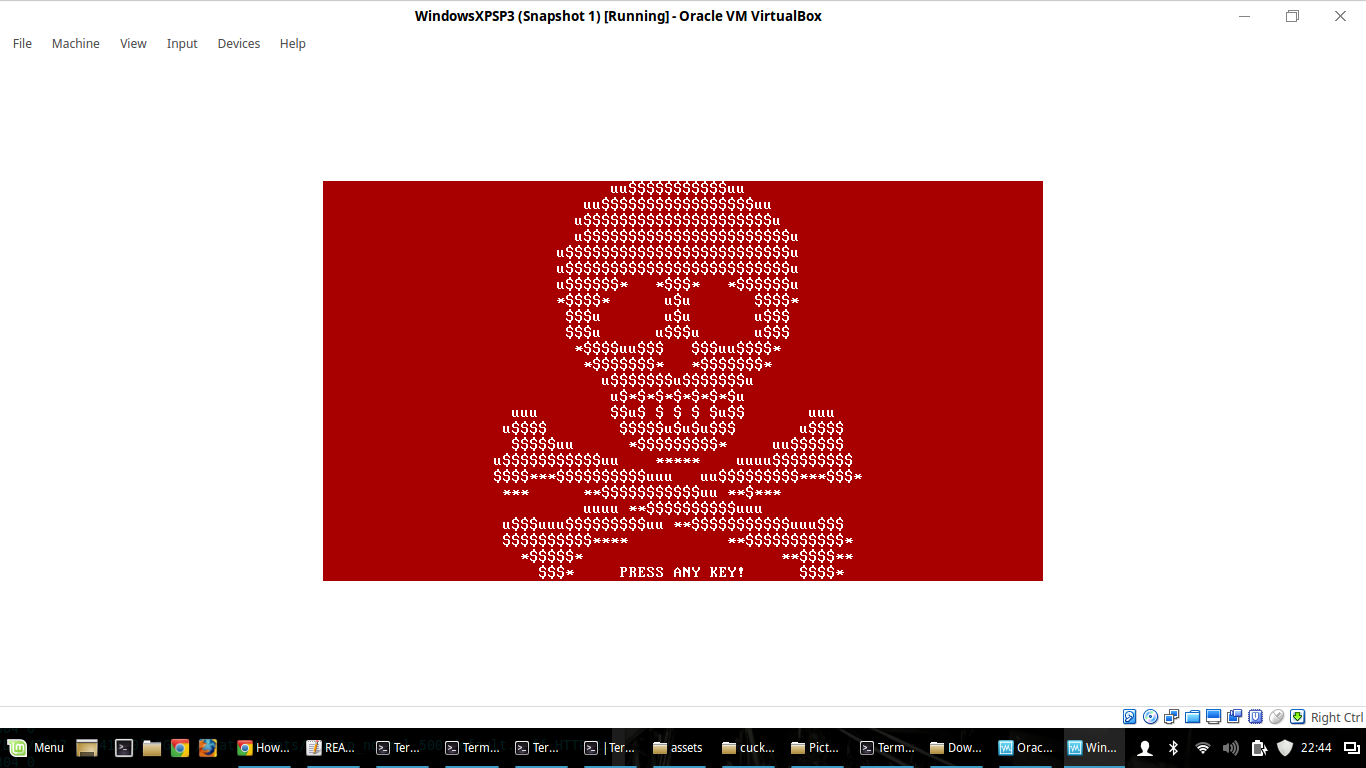 WindowsXPSP3 (Snapshot 1) [Running] - Oracle VM VirtualBox
File Machine View Input Devices Help
uu$$$$$$$$$$$uu
uu$$$$$$$$$$$$$$$$$uu
u$$$$$$$$$$$$$$$$$$$$$u
u$$$$$$$$$$$$$$$$$$$$$$$u
u$$$$$$$$$$$$$$$$$$$$$$$$$u
u$$$$$$$$$$$$$$$$$$$$$$$$$u
u$$$$$$* *$$$* *$$$$$$u
*$$$$* u$u $$$$*
$$$u u$u u$$$
$$$u u$$$u u$$$
*$$$$uu$$$ $$$uu$$$$*
*$$$$$$$* *$$$$$$$*
u$$$$$$$u$$$$$$$u
u$*$*$*$*$*$*$u
uuu $$u$ $ $ $ $u$$ uuu
u$$$$ $$$$$u$u$u$$$ u$$$$
$$$$$uu *$$$$$$$$$* uu$$$$$$
u$$$$$$$$$$$uu ***** uuuu$$$$$$$$$
$$$$***$$$$$$$$$$uuu uu$$$$$$$$$***$$$*
*** **$$$$$$$$$$$uu **$***
uuuu **$$$$$$$$$$uuu
u$$$uuu$$$$$$$$$uu **$$$$$$$$$$$uuu$$$
$$$$$$$$$$**** **$$$$$$$$$$$*
*$$$$$* **$$$$**
$$$* PRESS ANY KEY! $$$$*
Right Ctrl
Menu How... REA... Ter... Term... Ter... | Ter... assets cuck... Pict... Term... Dow... Orac... Win... 22:44